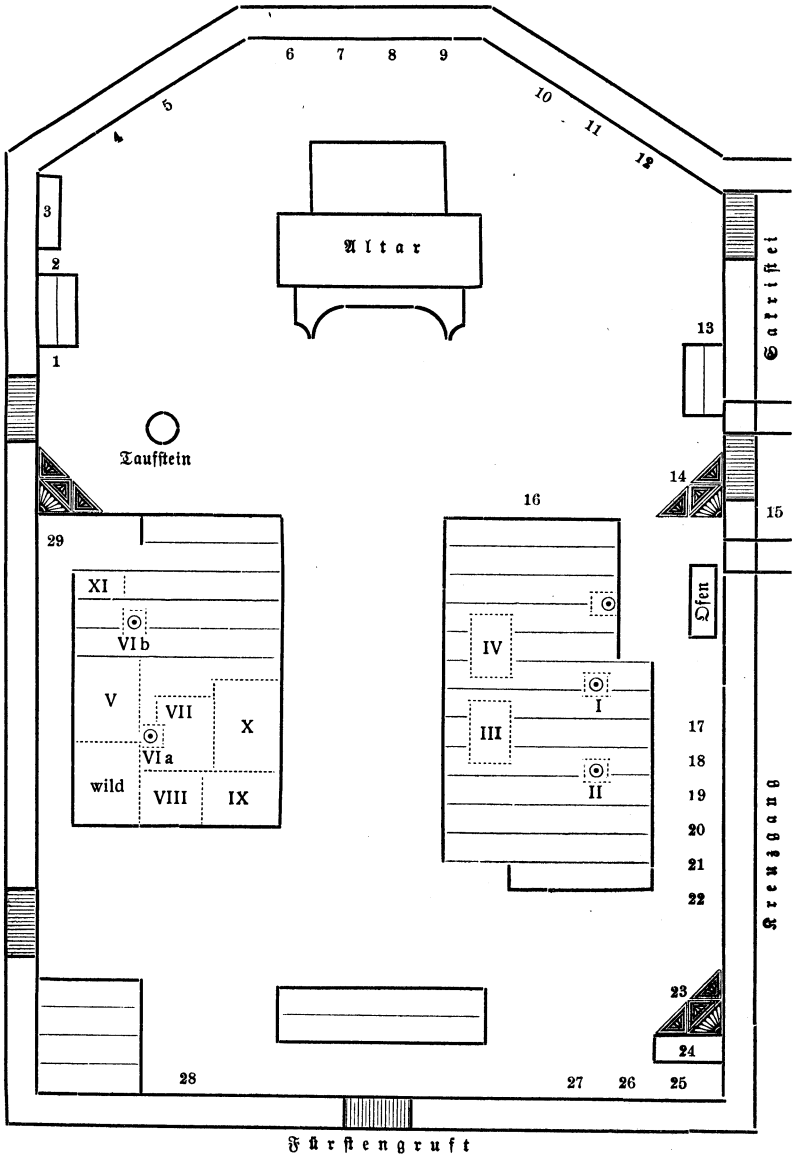 6 7 8 9
5
10
4
11
12
3
Altar
Sakristei
2
13
1
Taufstein
14
16
15
29
XI
Ofen
VI b
IV
V
I
VII
X
17
III
VI a
18
wild
II
19
VIII
IX
20
21
Kreuzgang
22
23
24
28
27 26 25
Fürstengruft